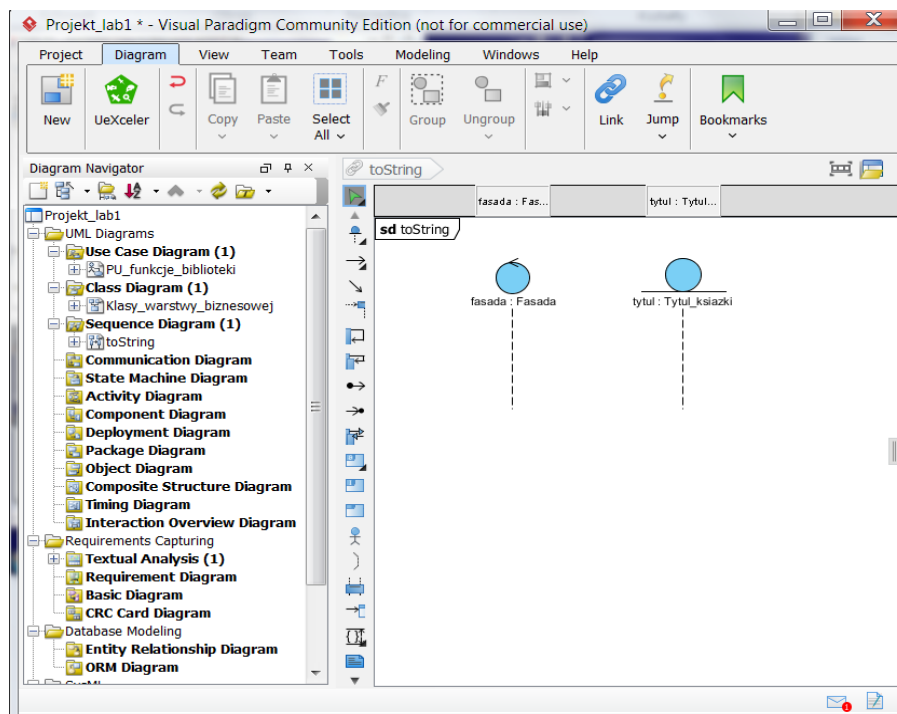 Projekt_lab1 * - Visual Paradigm Community Edition (not for commercial use)
Project Diagram View Team Tools Modeling Windows Help
New UeXceler Copy Paste Select All F Group Ungroup Link Jump Bookmarks
Diagram Navigator
toString
Projekt_lab1
UML Diagrams
Use Case Diagram (1)
PU_funkcje_biblioteki
Class Diagram (1)
Klasy_warstwy_biznesowej
Sequence Diagram (1)
toString
Communication Diagram
State Machine Diagram
Activity Diagram
Component Diagram
Deployment Diagram
Package Diagram
Object Diagram
Composite Structure Diagram
Timing Diagram
Interaction Overview Diagram
Requirements Capturing
Textual Analysis (1)
Requirement Diagram
Basic Diagram
CRC Card Diagram
Database Modeling
Entity Relationship Diagram
ORM Diagram
fasada : Fas... tytul : Tytul...
sd toString
fasada : Fasada tytul : Tytul_ksiazki
1